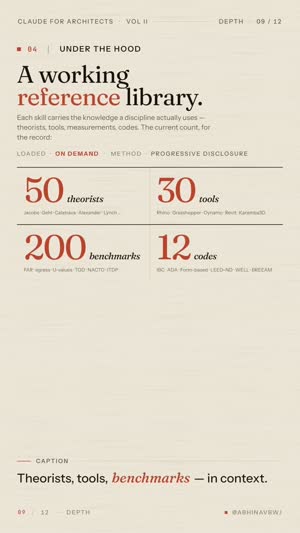 CLAUDE FOR ARCHITECTS · VOL II
DEPTH · 09 / 12
04 | UNDER THE HOOD
A working
reference library.
Each skill carries the knowledge a discipline actually uses —
theorists, tools, measurements, codes. The current count, for
the record:
LOADED · ON DEMAND · METHOD · PROGRESSIVE DISCLOSURE
50 theorists
Jacobs · Gehl · Calatrava · Alexander · Lynch
30 tools
Rhino · Grasshopper · Dynamo · Revit · Karamba3D
200 benchmarks
FAR · egress · U-values · TOD · NACTO · ITDP
12 codes
IBC · ADA · Form-based · LEED-ND · WELL · BREEAM
CAPTION
Theorists, tools, benchmarks — in context.
09 / 12 — DEPTH
@ABHINAVBWJ